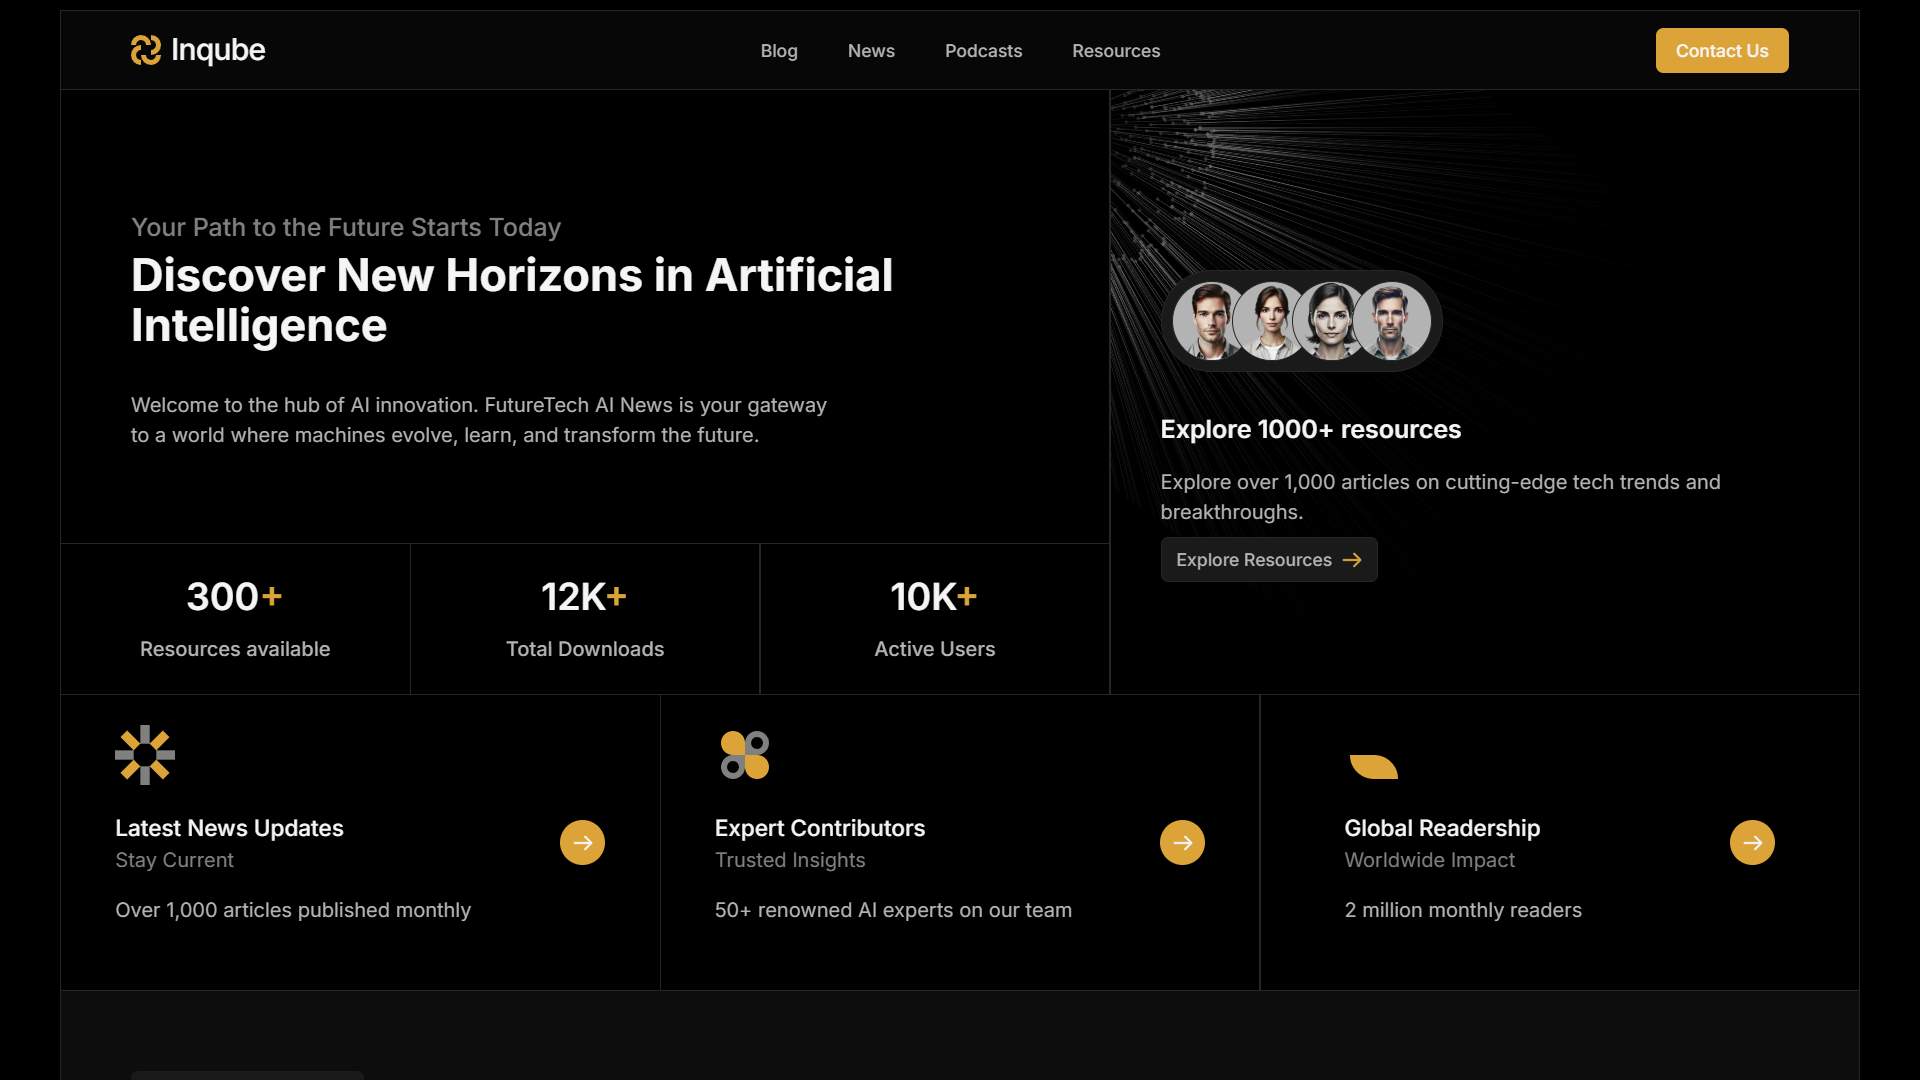 Inqube
Blog
News
Podcasts
Resources
Contact Us
Your Path to the Future Starts Today
Discover New Horizons in Artificial
Intelligence
Welcome to the hub of AI innovation. FutureTech AI News is your gateway
to a world where machines evolve, learn, and transform the future.
300+
Resources available
12K+
Total Downloads
10K+
Active Users
Explore 1000+ resources
Explore over 1,000 articles on cutting-edge tech trends and
breakthroughs.
Explore Resources
Latest News Updates
Stay Current
Over 1,000 articles published monthly
Expert Contributors
Trusted Insights
50+ renowned AI experts on our team
Global Readership
Worldwide Impact
2 million monthly readers